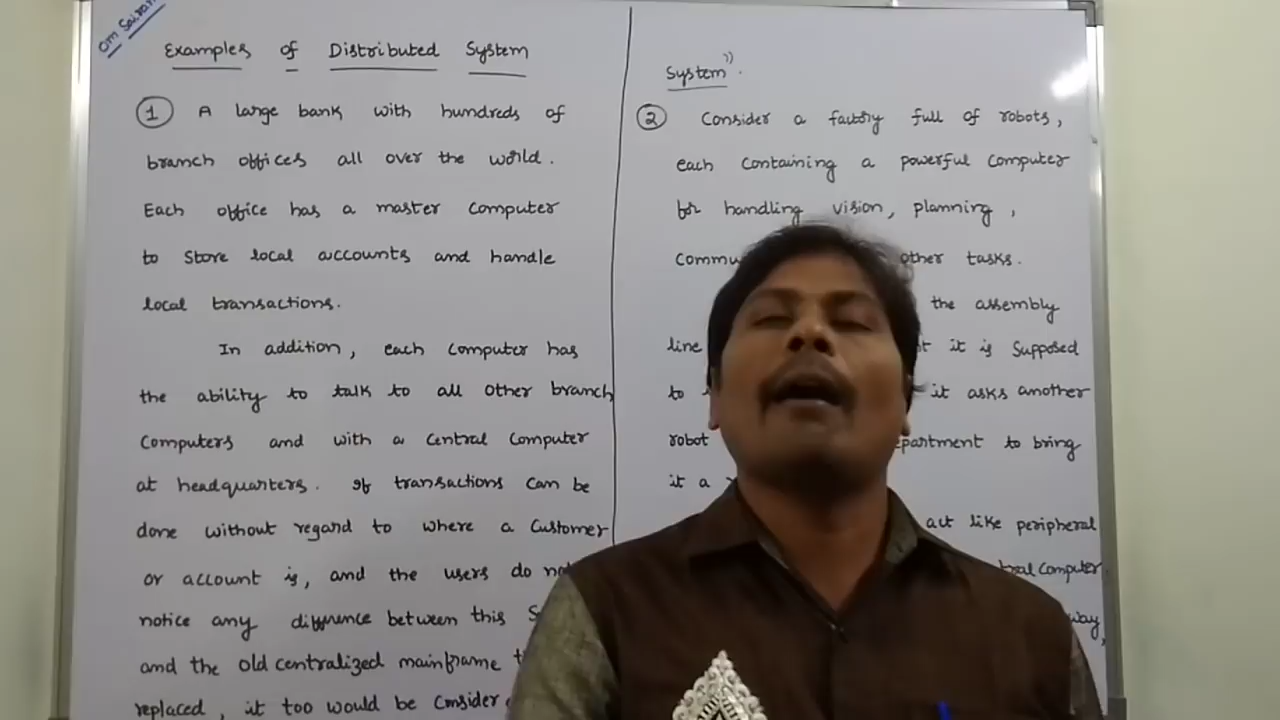 Om Sairam
Examples of Distributed System
1 A large bank with hundreds of
branch offices all over the world.
Each office has a master computer
to store local accounts and handle
local transactions.
In addition, each computer has
the ability to talk to all other branch
computers and with a central computer
at headquarters. If transactions can be
done without regard to where a customer
or account is, and the users do
notice any difference between this
and the old centralized mainframe
replaced, it too would be
System".
2 Consider a factory full of robots,
each containing a powerful computer
for handling vision, planning,
other tasks.
the assembly
line it is supposed
to it asks another
robot to bring
it a
act like peripheral
computer.
way,